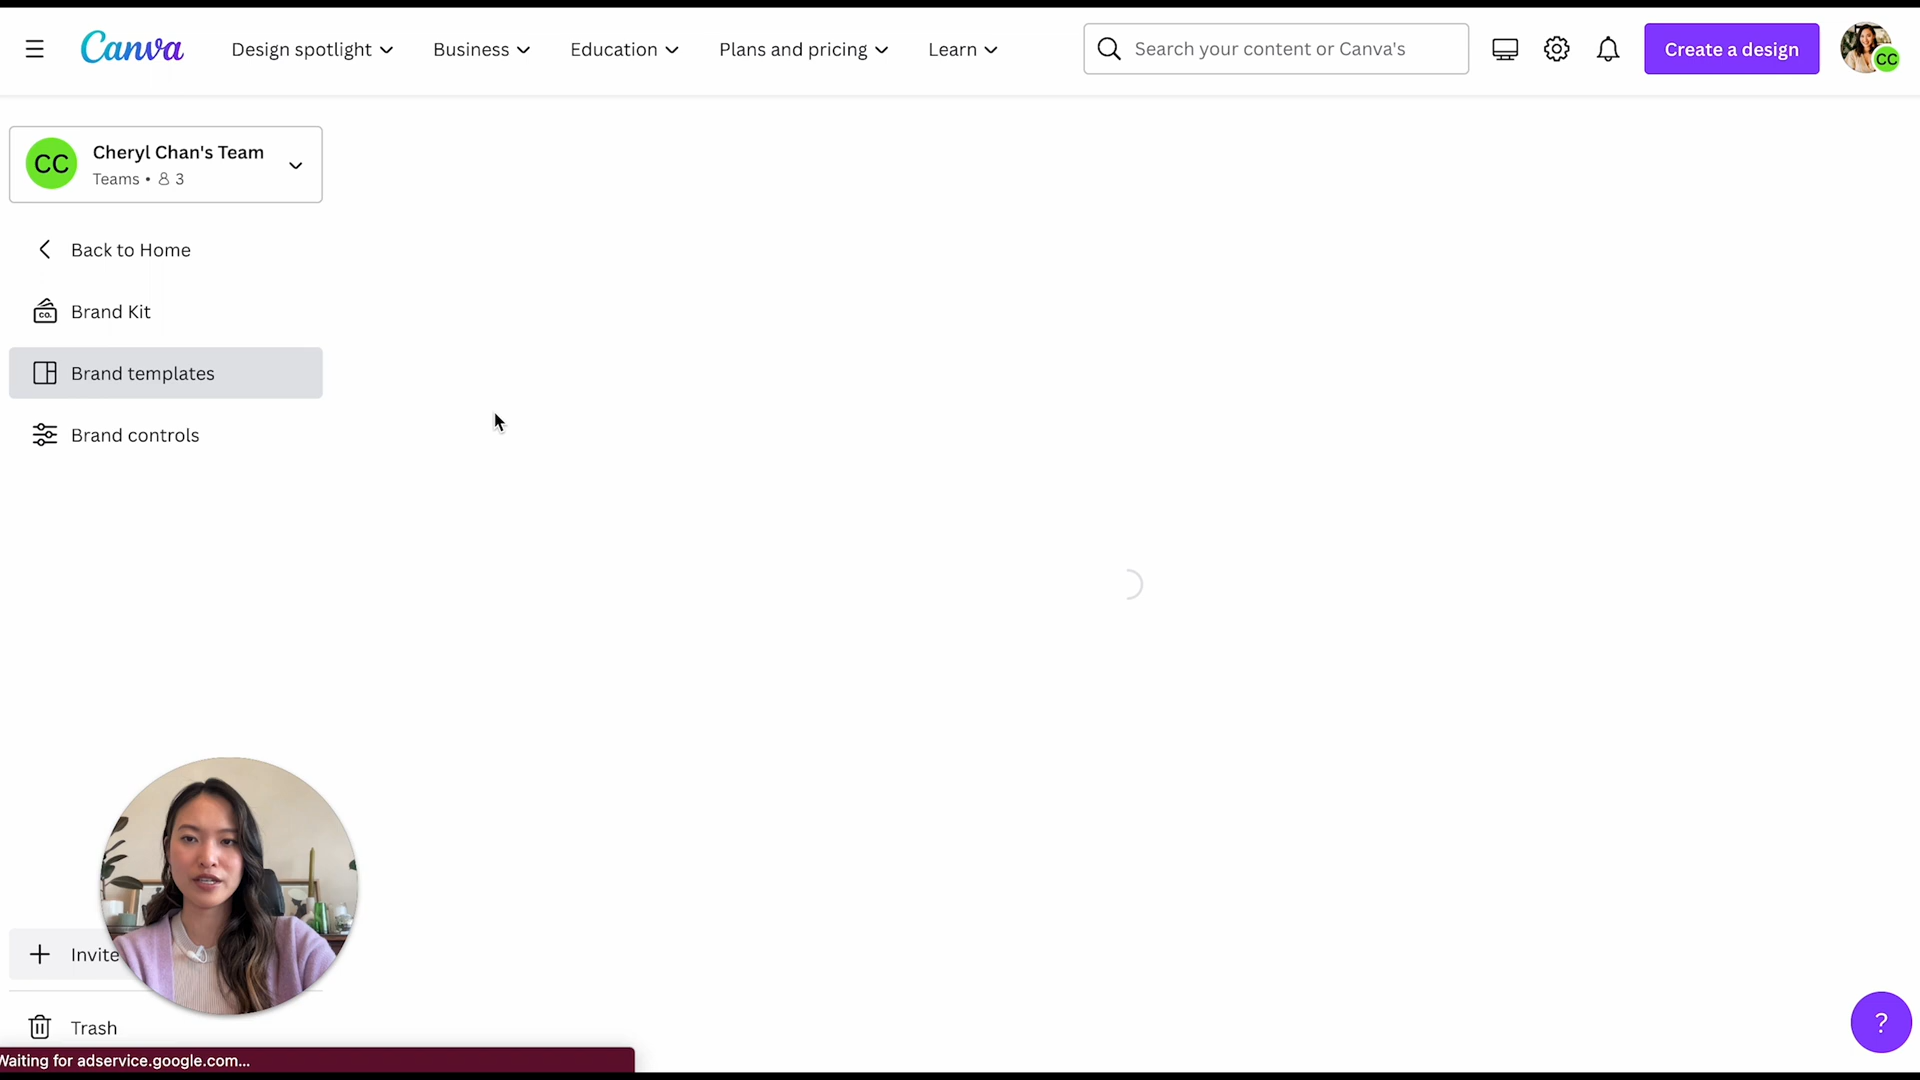 Canva
Design spotlight
Business
Education
Plans and pricing
Learn
Search your content or Canva's
Create a design
CC
CC
Cheryl Chan's Team
Teams • 3
Back to Home
CO.
Brand Kit
Brand templates
Brand controls
Invite
Trash
?
Waiting for adservice.google.com...